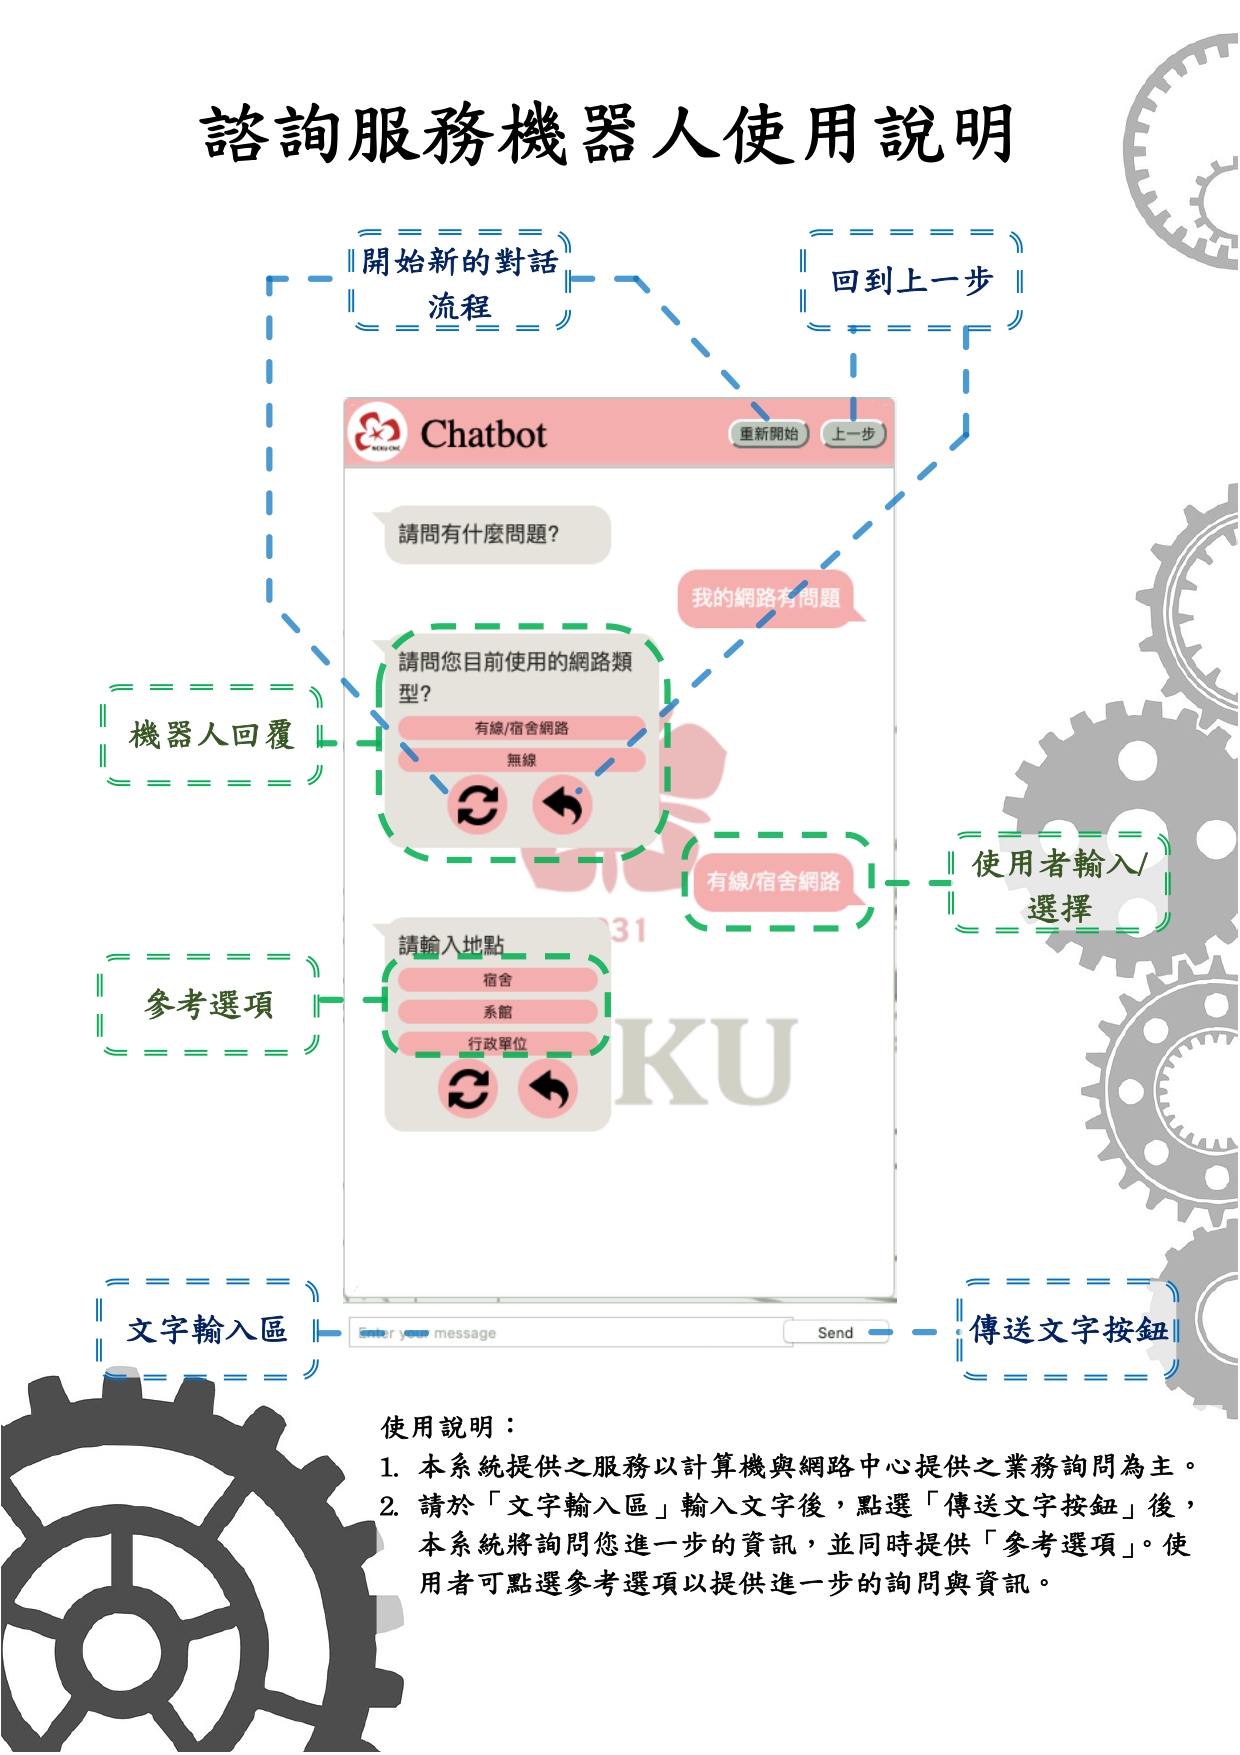 諮詢服務機器人使用說明
開始新的對話
流程
回到上一步
NCKU CNC
Chatbot
重新開始
上一步
請問有什麼問題?
我的網路有問題
請問您目前使用的網路類
型?
有線/宿舍網路
無線
機器人回覆
有線/宿舍網路
使用者輸入/
選擇
31
請輸入地點
宿舍
系館
行政單位
參考選項
KU
文字輸入區
Enter your message
Send
傳送文字按鈕
使用說明：
1. 本系統提供之服務以計算機與網路中心提供之業務詢問為主。
2. 請於「文字輸入區」輸入文字後，點選「傳送文字按鈕」後，
本系統將詢問您進一步的資訊，並同時提供「參考選項」。使
用者可點選參考選項以提供進一步的詢問與資訊。